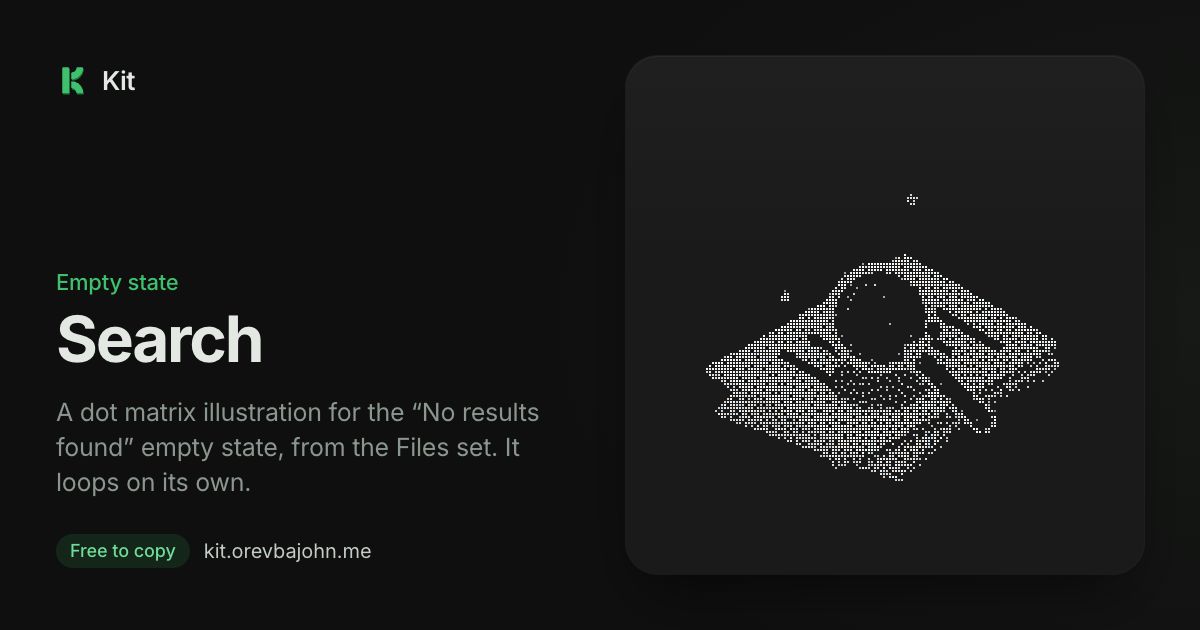 Kit
Empty state
Search
A dot matrix illustration for the “No results
found” empty state, from the Files set. It
loops on its own.
Free to copy
kit.orevbajohn.me